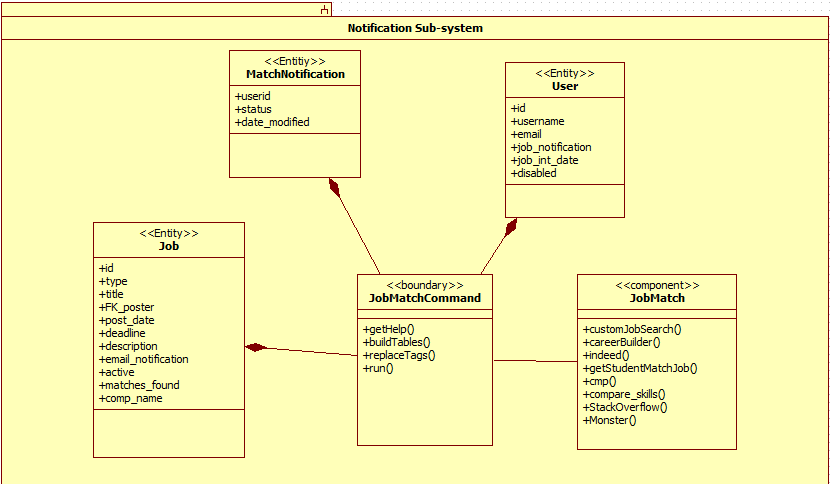 Notification Sub-system
<<Entitiy>>
MatchNotification
+userid
+status
+date_modified
<<Entity>>
User
+id
+username
+email
+job_notification
+job_int_date
+disabled
<<Entity>>
Job
+id
+type
+title
+FK_poster
+post_date
+deadline
+description
+email_notification
+active
+matches_found
+comp_name
<<boundary>>
JobMatchCommand
+getHelp()
+buildTables()
+replaceTags()
+run()
<<component>>
JobMatch
+customJobSearch()
+careerBuilder()
+indeed()
+getStudentMatchJob()
+cmp()
+compare_skills()
+StackOverflow()
+Monster()